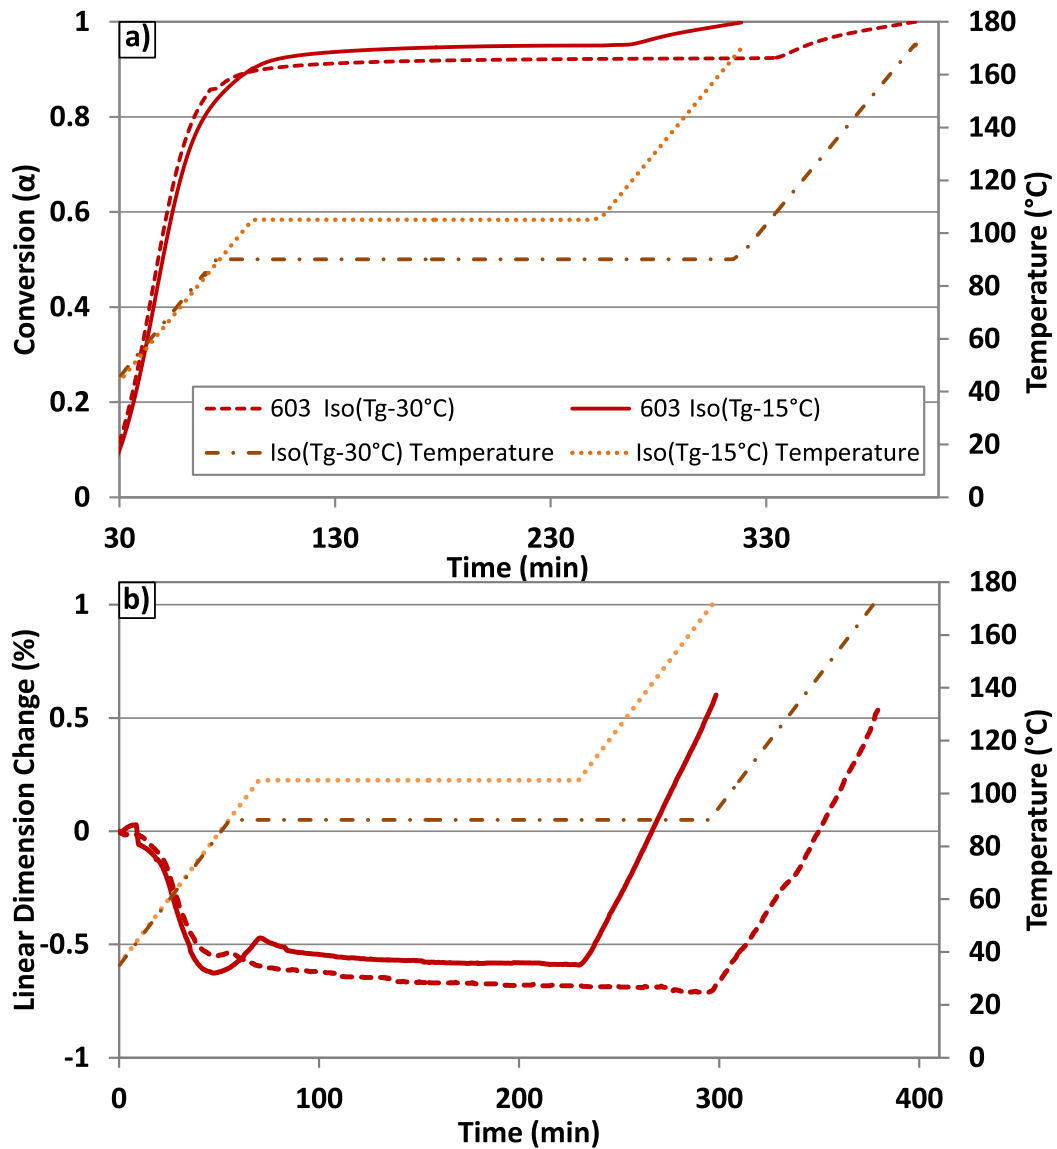 a)
1
0.8
0.6
0.4
0.2
0
Conversion (α)
180
160
140
120
100
80
60
40
20
0
Temperature (°C)
603 Iso(Tg-30°C)
603 Iso(Tg-15°C)
Iso(Tg-30°C) Temperature
Iso(Tg-15°C) Temperature
30 130 230 330
Time (min)
b)
1
0.5
0
-0.5
-1
Linear Dimension Change (%)
180
160
140
120
100
80
60
40
20
0
Temperature (°C)
0 100 200 300 400
Time (min)